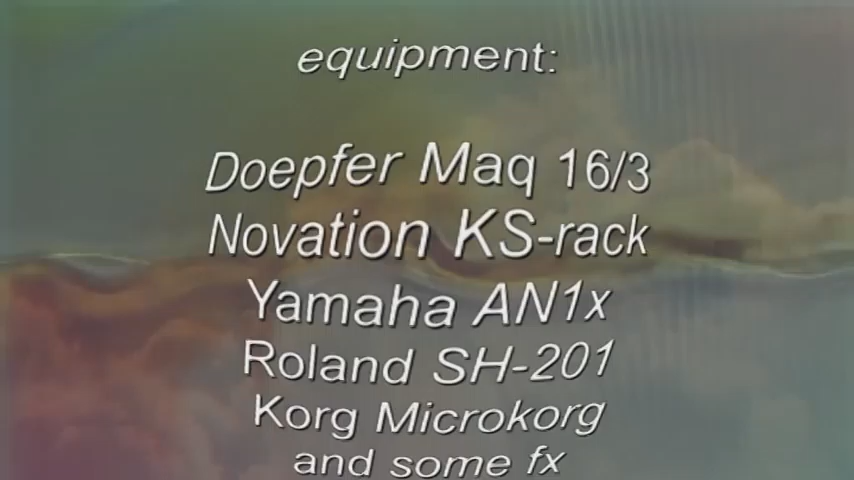 equipment:
Doepfer Maq 16/3
Novation KS-rack
Yamaha AN1x
Roland SH-201
Korg Microkorg
and some fx